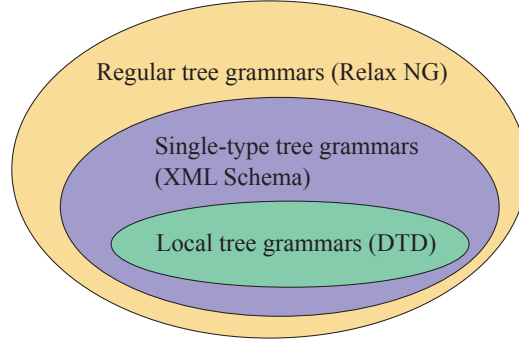 Regular tree grammars (Relax NG)
Single-type tree grammars
(XML Schema)
Local tree grammars (DTD)